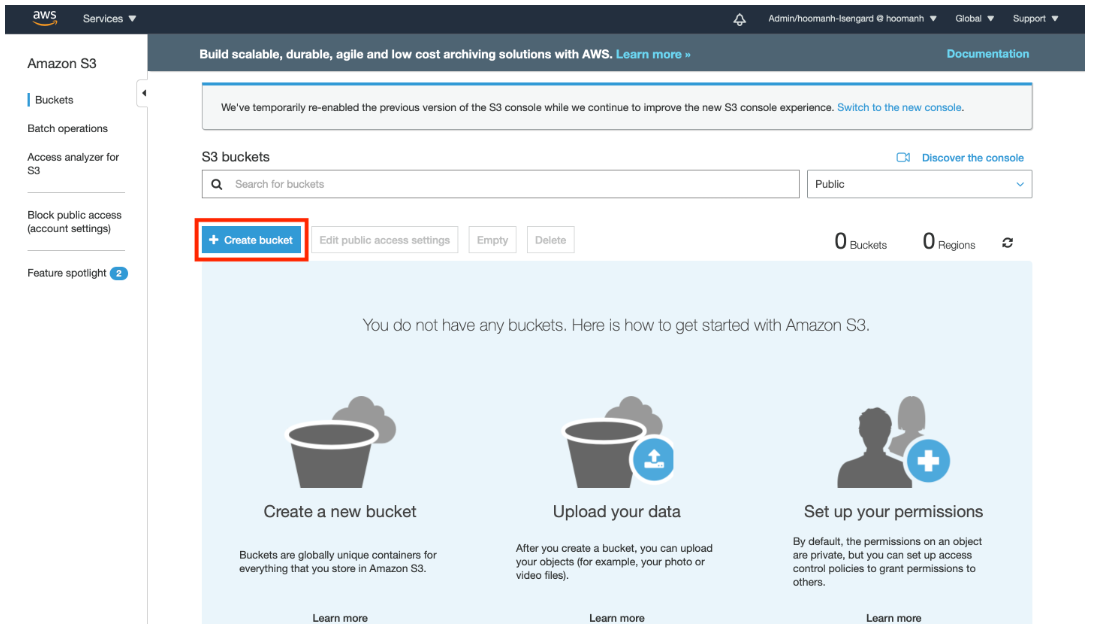 aws Services Admin/hoomanh-Isengard @ hoomanh Global Support
Amazon S3
Buckets
Batch operations
Access analyzer for
S3
Block public access
(account settings)
Feature spotlight 2
Build scalable, durable, agile and low cost archiving solutions with AWS. Learn more » Documentation
We've temporarily re-enabled the previous version of the S3 console while we continue to improve the new S3 console experience. Switch to the new console.
S3 buckets Discover the console
Search for buckets Public
+ Create bucket Edit public access settings Empty Delete 0 Buckets 0 Regions
You do not have any buckets. Here is how to get started with Amazon S3.
Create a new bucket
Buckets are globally unique containers for
everything that you store in Amazon S3.
Learn more
Upload your data
After you create a bucket, you can upload
your objects (for example, your photo or
video files).
Learn more
Set up your permissions
By default, the permissions on an object
are private, but you can set up access
control policies to grant permissions to
others.
Learn more